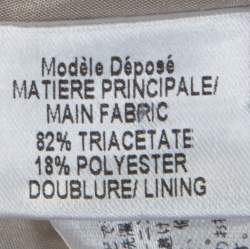 Modèle Déposé
MATIERE PRINCIPALE/
MAIN FABRIC
82% TRIACETATE
18% POLYESTER
DOUBLURE/ LINING